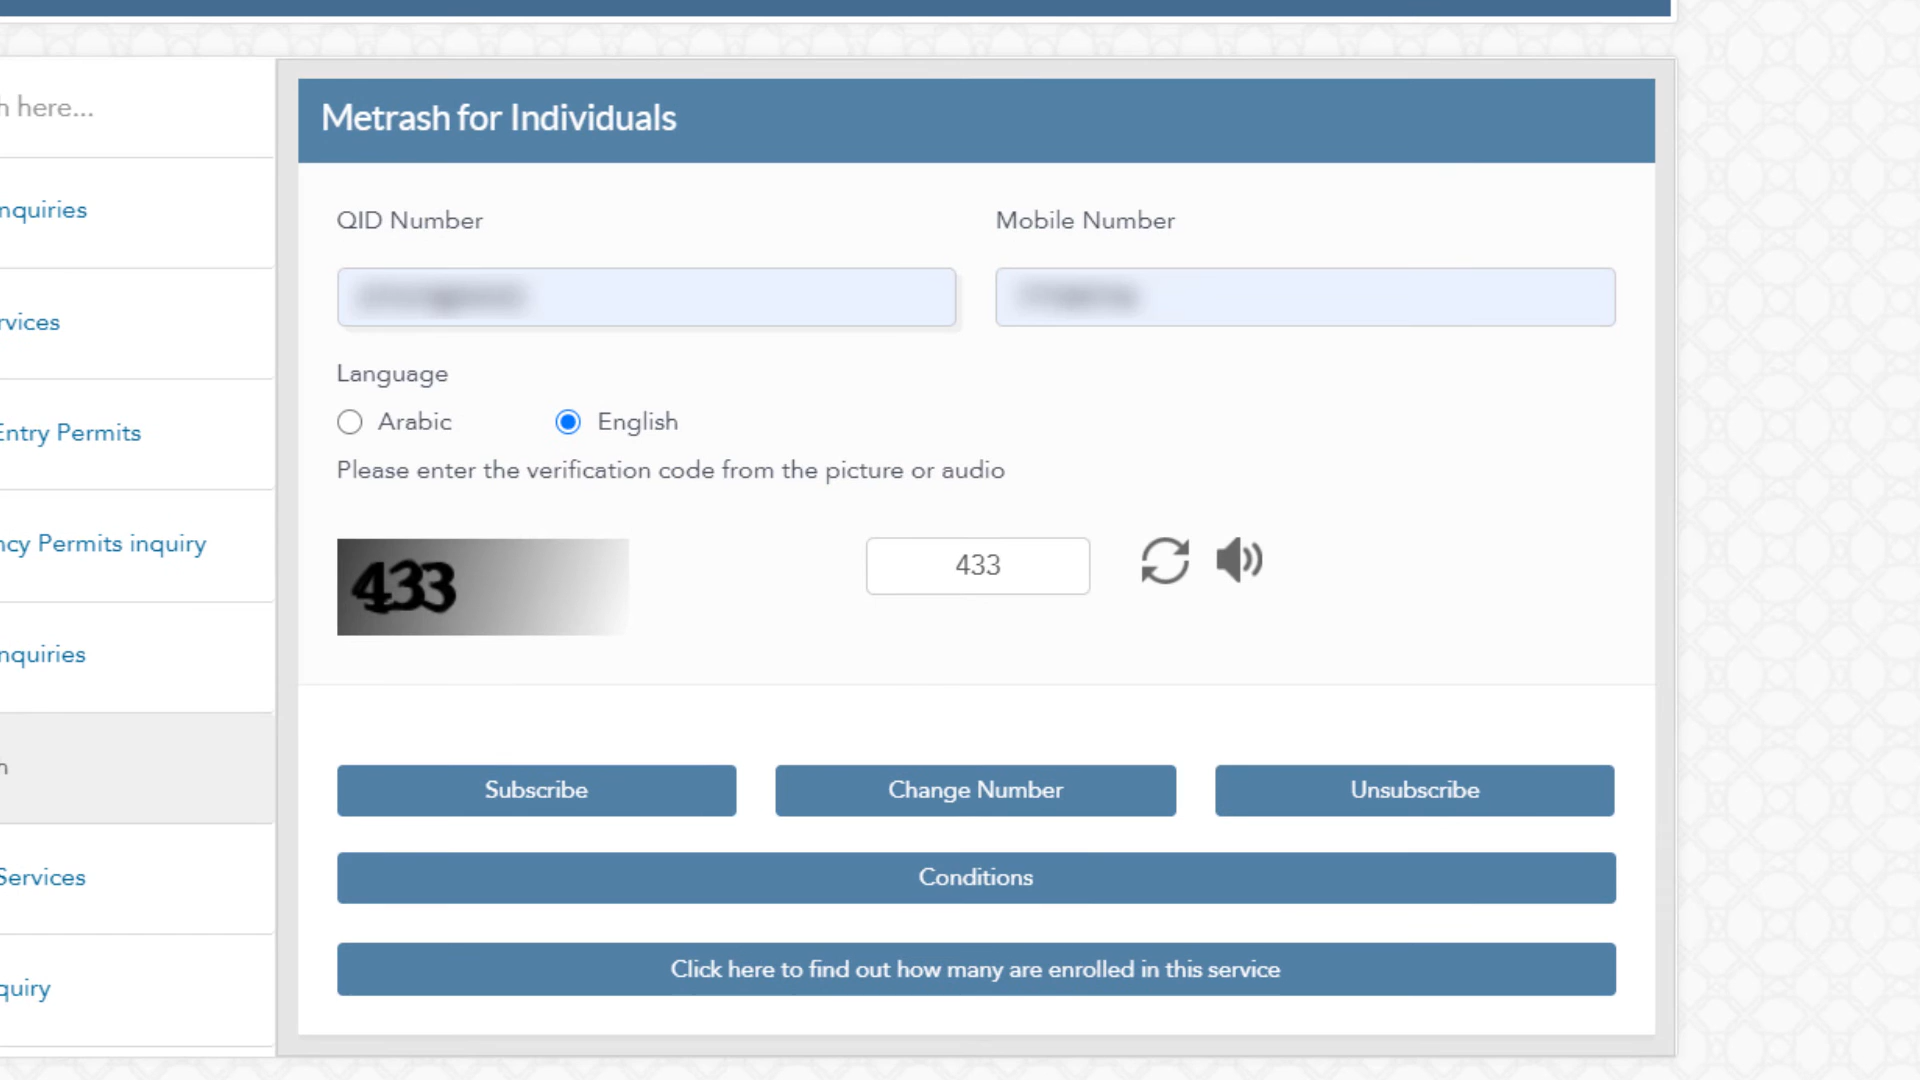 h here...
nquiries
rvices
Entry Permits
ncy Permits inquiry
nquiries
h
Services
quiry
Metrash for Individuals
QID Number
Mobile Number
Language
Arabic
English
Please enter the verification code from the picture or audio
433
433
Subscribe
Change Number
Unsubscribe
Conditions
Click here to find out how many are enrolled in this service